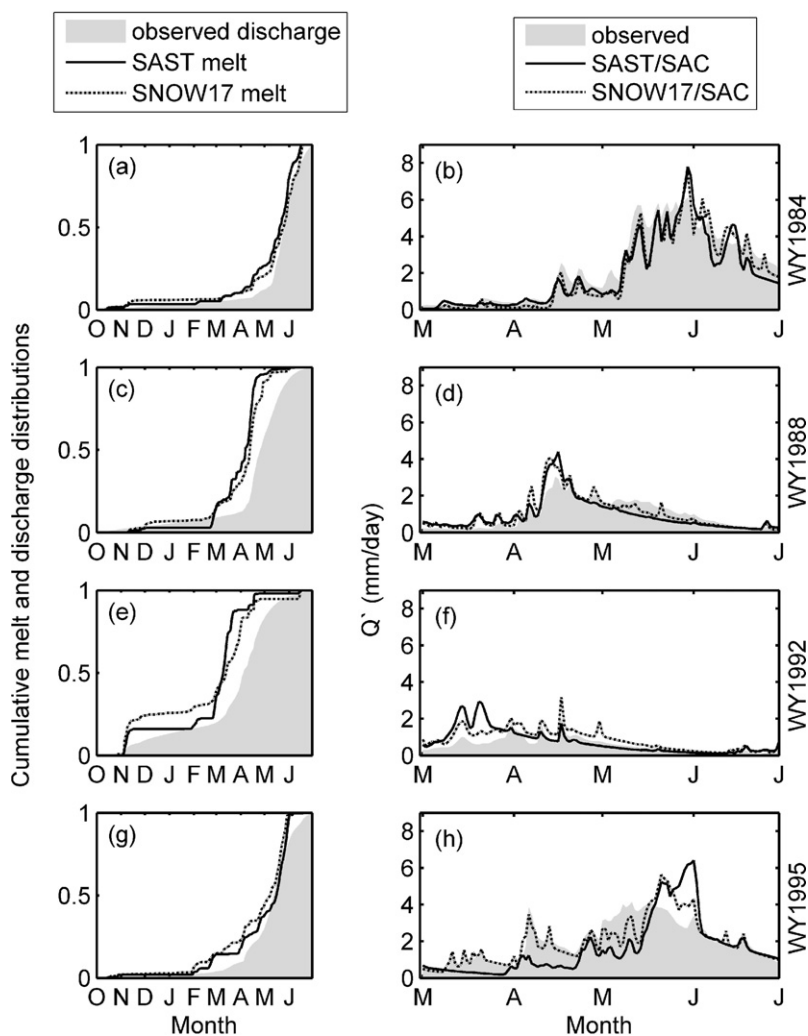 observed discharge
SAST melt
SNOW17 melt
observed
SAST/SAC
SNOW17/SAC
Cumulative melt and discharge distributions
1
0.5
0
(a)
O N D J F M A M J
8
6
4
2
0
(b)
M A M J J
WY1984
1
0.5
0
(c)
O N D J F M A M J
8
6
4
2
0
(d)
M A M J J
WY1988
Q` (mm/day)
1
0.5
0
(e)
O N D J F M A M J
8
6
4
2
0
(f)
M A M J J
WY1992
1
0.5
0
(g)
O N D J F M A M J
Month
8
6
4
2
0
(h)
M A M J J
Month
WY1995